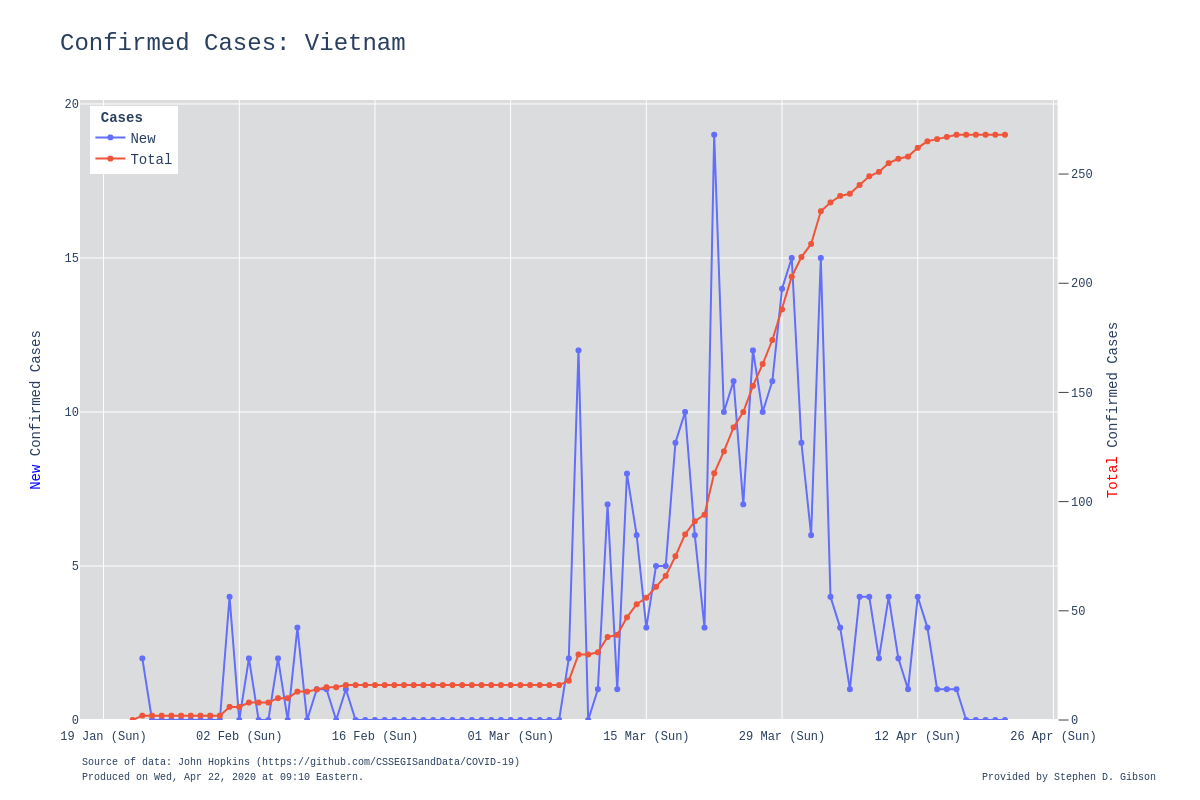 Confirmed Cases: Vietnam
Cases
New
Total
20
15
10
5
0
250
200
150
100
50
0
New Confirmed Cases
Total Confirmed Cases
19 Jan (Sun) 02 Feb (Sun) 16 Feb (Sun) 01 Mar (Sun) 15 Mar (Sun) 29 Mar (Sun) 12 Apr (Sun) 26 Apr (Sun)
Source of data: John Hopkins (https://github.com/CSSEGISandData/COVID-19)
Produced on Wed, Apr 22, 2020 at 09:10 Eastern.
Provided by Stephen D. Gibson